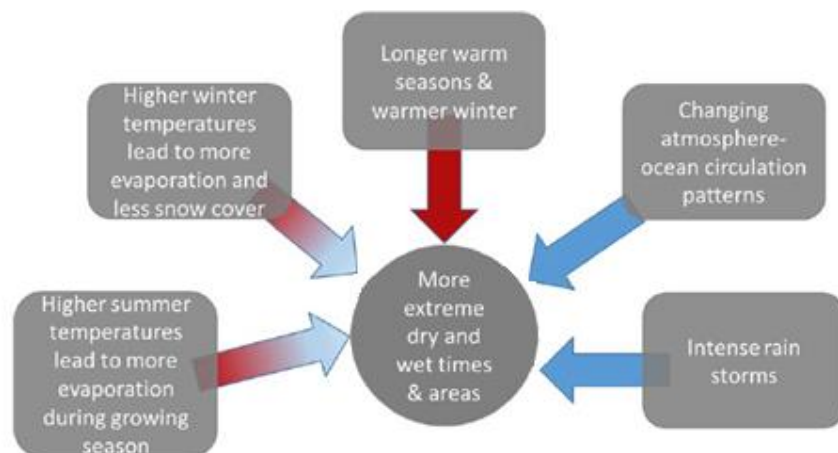 Higher winter
temperatures
lead to more
evaporation and
less snow cover
Longer warm
seasons &
warmer winter
Changing
atmosphere-
ocean circulation
patterns
Higher summer
temperatures
lead to more
evaporation
during growing
season
More
extreme
dry and
wet times
& areas
Intense rain
storms